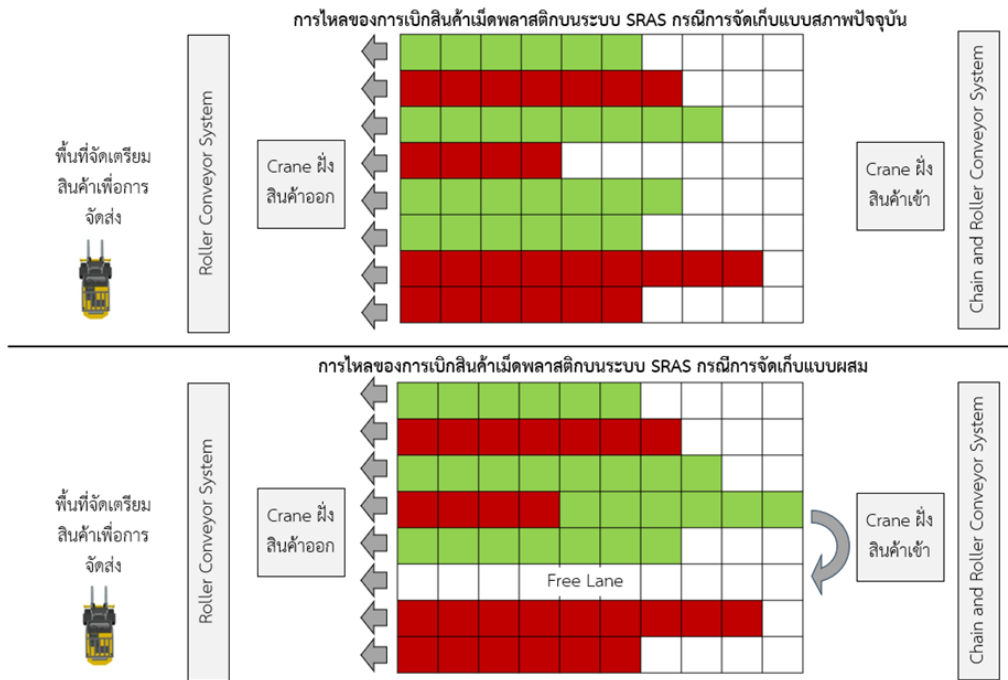 การไหลของการเบิกสินค้าเม็ดพลาสติกบนระบบ SRAS กรณีการจัดเก็บแบบสภาพปัจจุบัน
พื้นที่จัดเตรียม
สินค้าเพื่อการ
จัดส่ง
Roller Conveyor System
Crane ฝั่ง
สินค้าออก
Crane ฝั่ง
สินค้าเข้า
Chain and Roller Conveyor System
การไหลของการเบิกสินค้าเม็ดพลาสติกบนระบบ SRAS กรณีการจัดเก็บแบบผสม
พื้นที่จัดเตรียม
สินค้าเพื่อการ
จัดส่ง
Roller Conveyor System
Crane ฝั่ง
สินค้าออก
Free Lane
Crane ฝั่ง
สินค้าเข้า
Chain and Roller Conveyor System